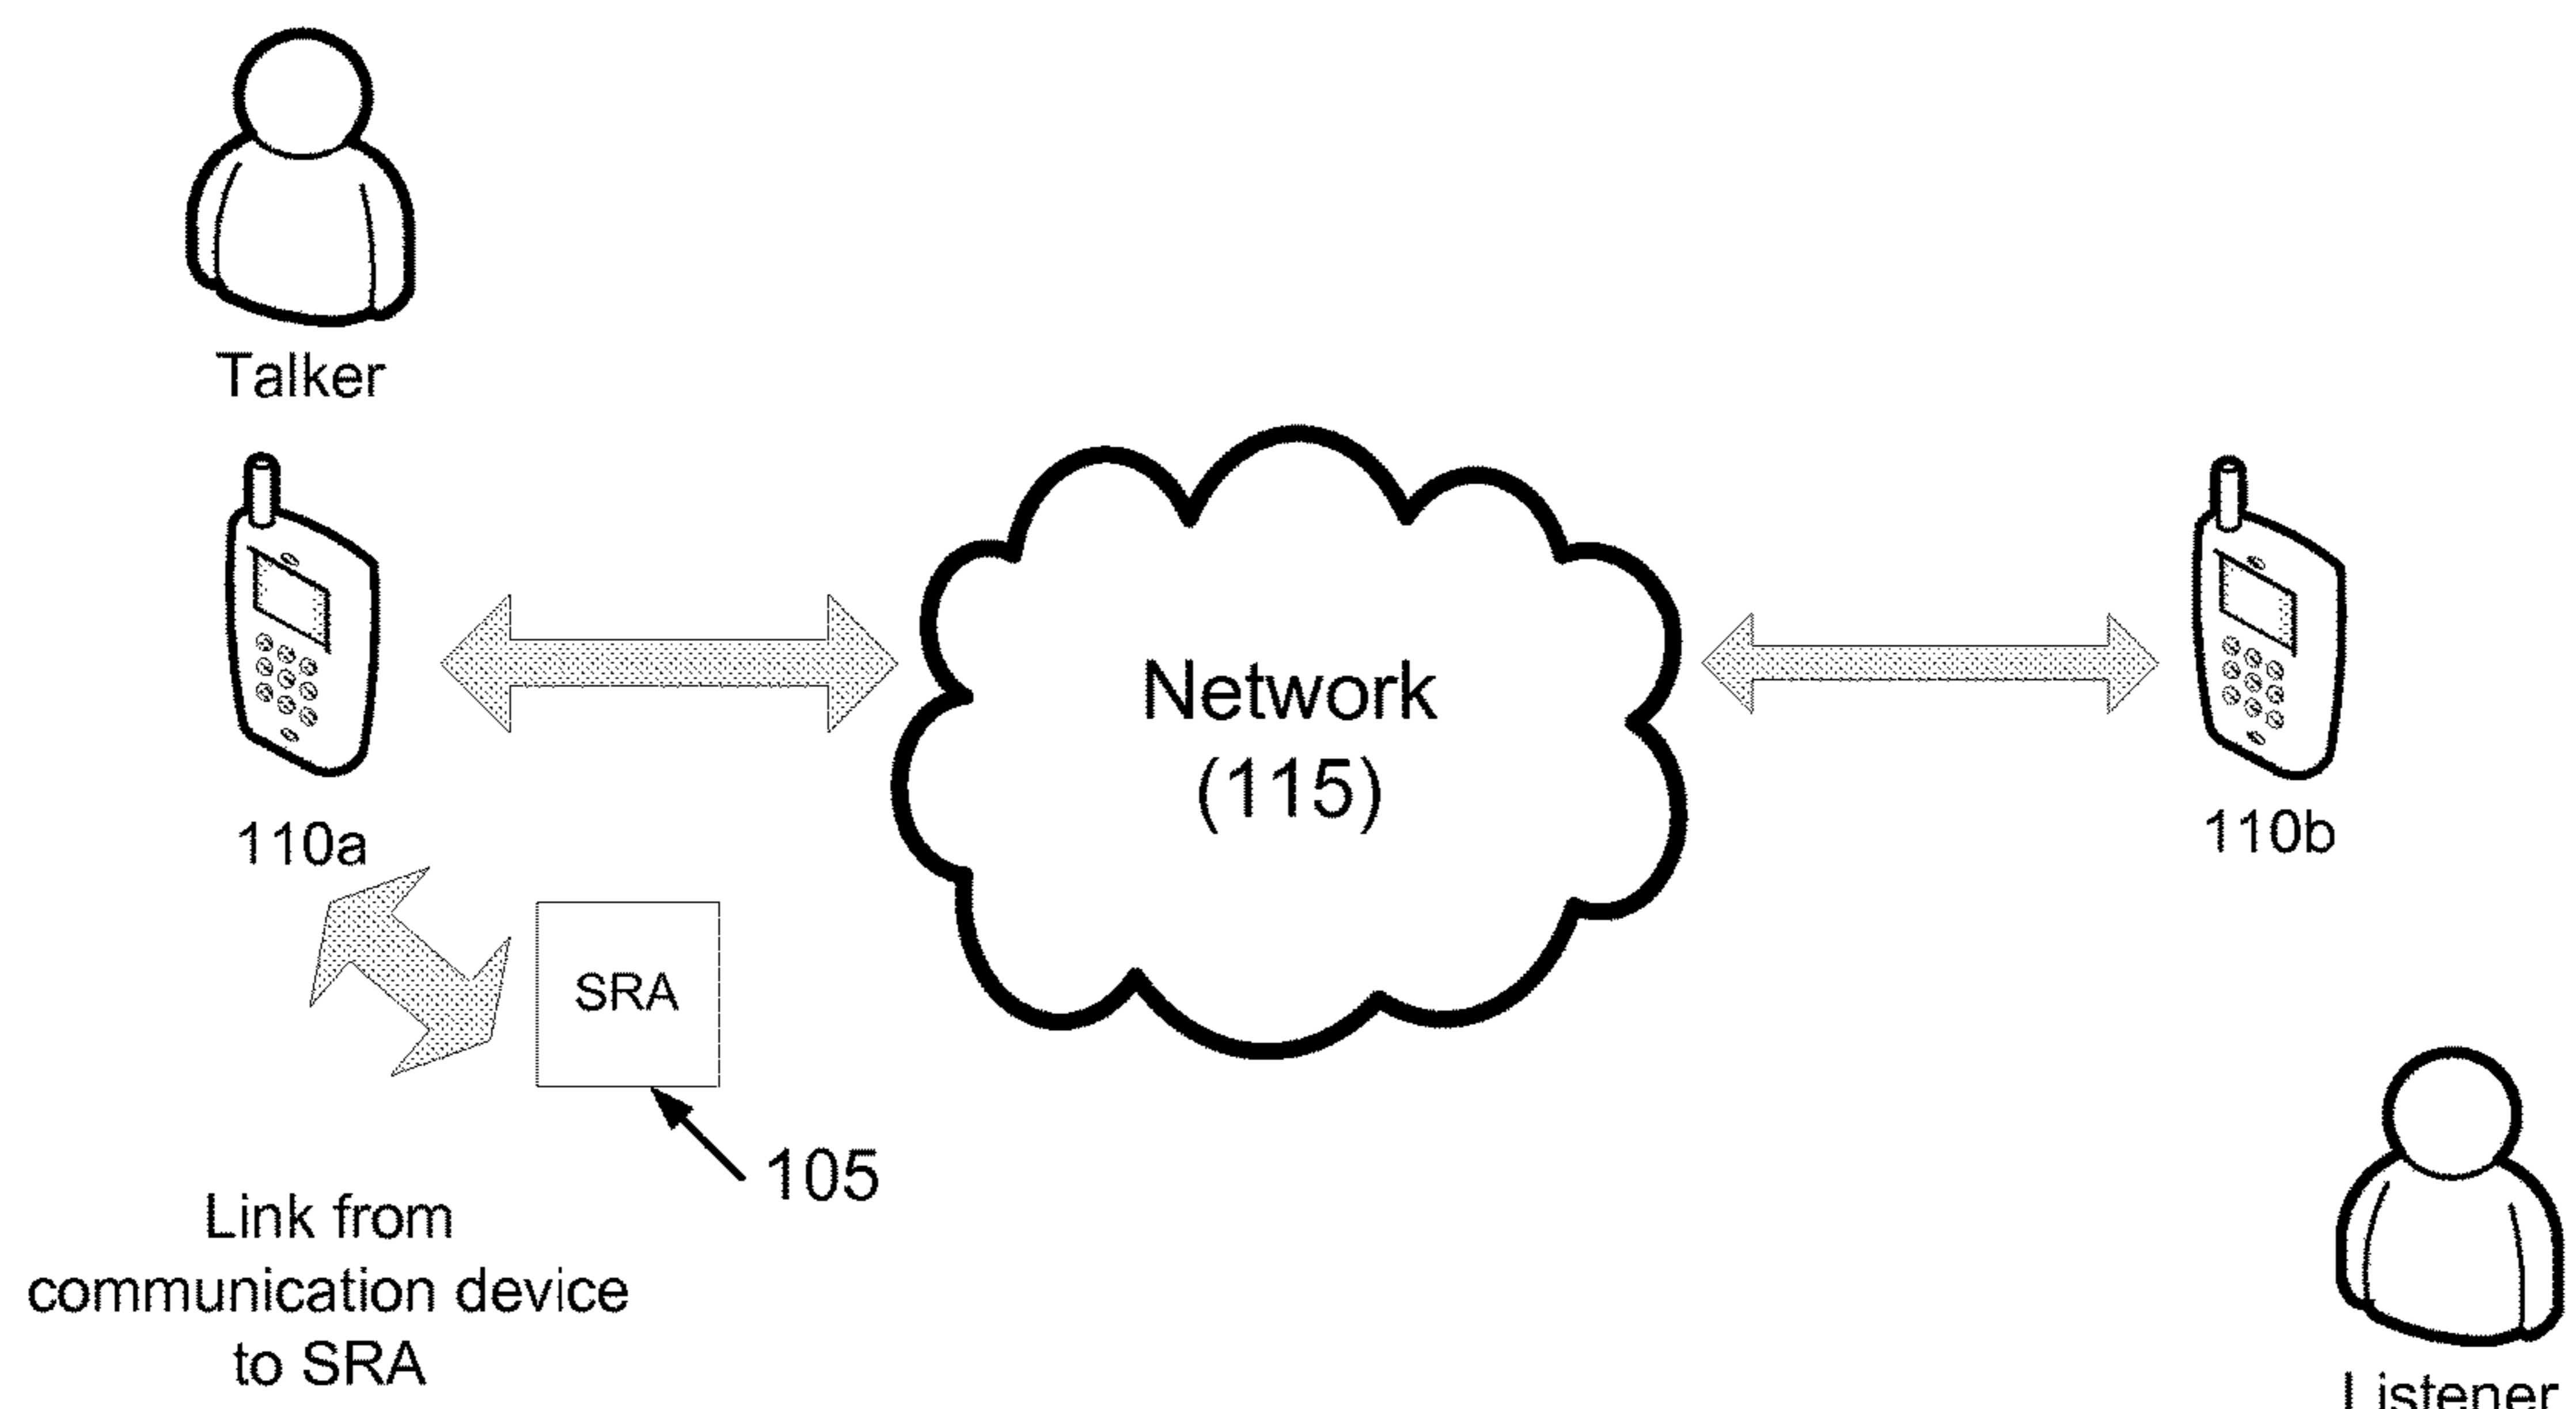 Talker
Network
(115)
110a
110b
SRA
105
Link from
communication device
to SRA
Listener